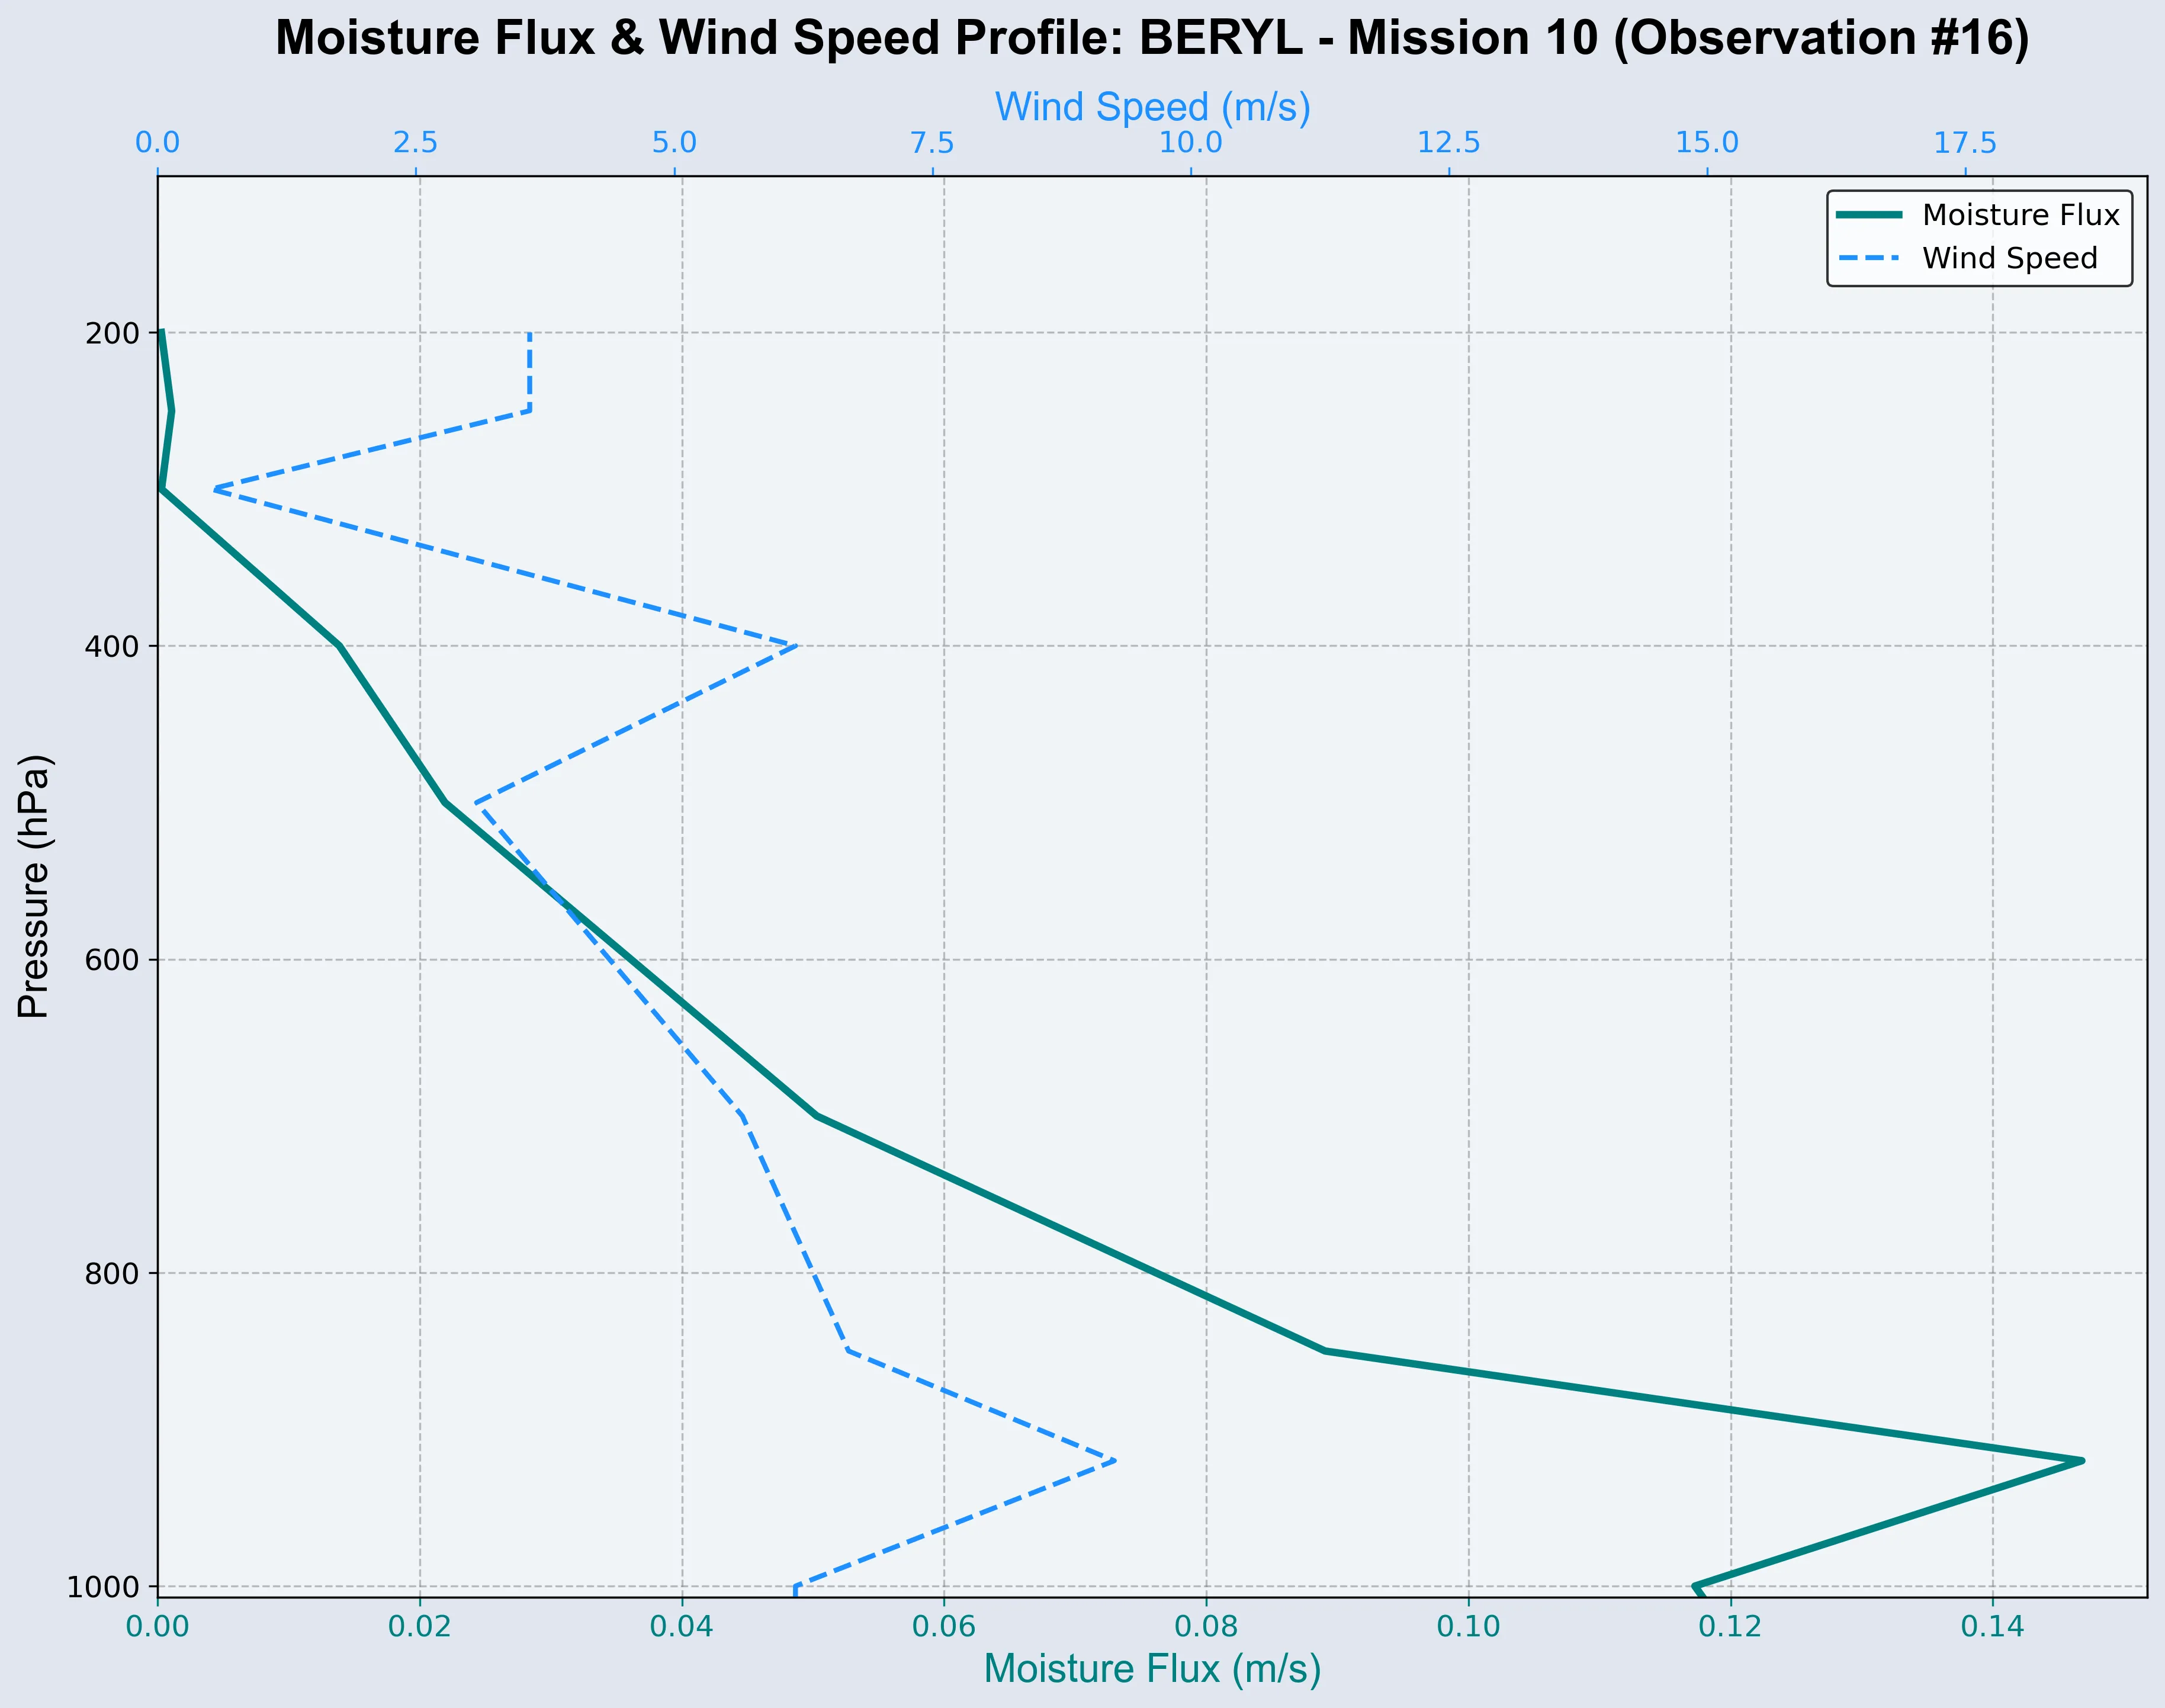 Moisture Flux & Wind Speed Profile: BERYL - Mission 10 (Observation #16)
Wind Speed (m/s)
0.0 2.5 5.0 7.5 10.0 12.5 15.0 17.5
Moisture Flux
Wind Speed
Pressure (hPa)
200
400
600
800
1000
0.00 0.02 0.04 0.06 0.08 0.10 0.12 0.14
Moisture Flux (m/s)